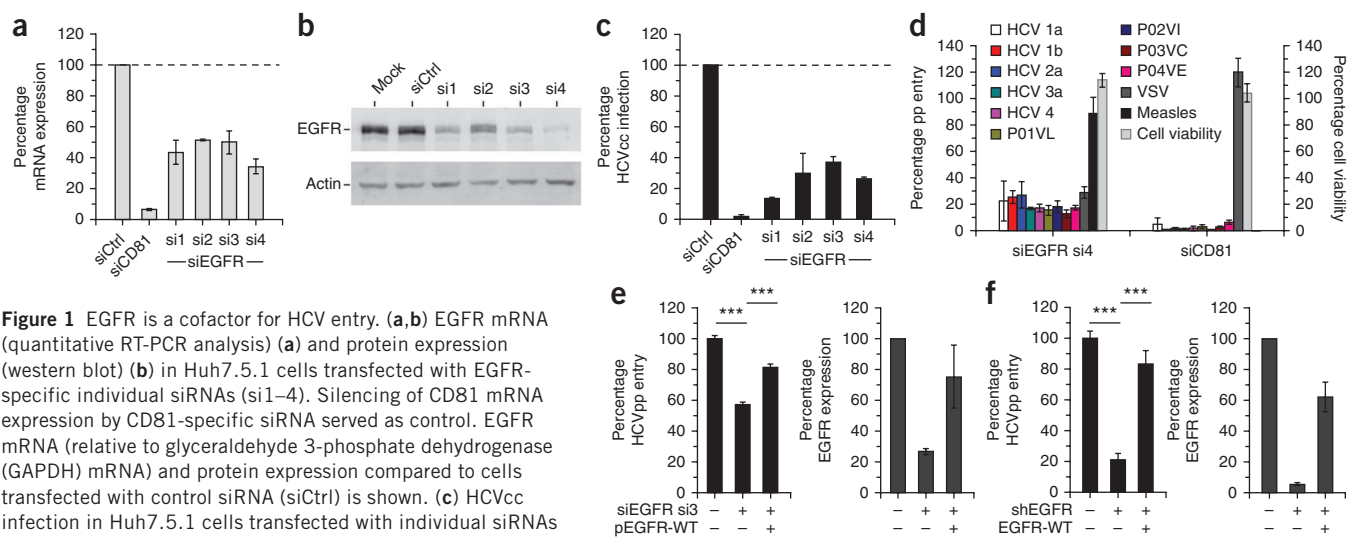 a
120
100
80
60
40
20
0
Percentage
mRNA expression
siCtrl
siCD81
si1 si2 si3 si4
siEGFR
b
Mock siCtrl si1 si2 si3 si4
EGFR
Actin
c
120
100
80
60
40
20
0
Percentage
HCVcc infection
siCtrl
siCD81
si1 si2 si3 si4
siEGFR
d
HCV 1a
HCV 1b
HCV 2a
HCV 3a
HCV 4
P01VL
P02VI
P03VC
P04VE
VSV
Measles
Cell viability
140
120
100
80
60
40
20
0
Percentage pp entry
140
120
100
80
60
40
20
0
Percentage cell viability
siEGFR si4 siCD81
Figure 1 EGFR is a cofactor for HCV entry. (a,b) EGFR mRNA
(quantitative RT-PCR analysis) (a) and protein expression
(western blot) (b) in Huh7.5.1 cells transfected with EGFR-
specific individual siRNAs (si1–4). Silencing of CD81 mRNA
expression by CD81-specific siRNA served as control. EGFR
mRNA (relative to glyceraldehyde 3-phosphate dehydrogenase
(GAPDH) mRNA) and protein expression compared to cells
transfected with control siRNA (siCtrl) is shown. (c) HCVcc
infection in Huh7.5.1 cells transfected with individual siRNAs
e
120
100
80
60
40
20
0
Percentage
HCVpp entry
***
***
120
100
80
60
40
20
0
Percentage
EGFR expression
siEGFR si3 – + + – + +
pEGFR-WT – – + – – +
f
120
100
80
60
40
20
0
Percentage
HCVpp entry
***
***
120
100
80
60
40
20
0
Percentage
EGFR expression
shEGFR – + + – + +
EGFR-WT – – + – – +